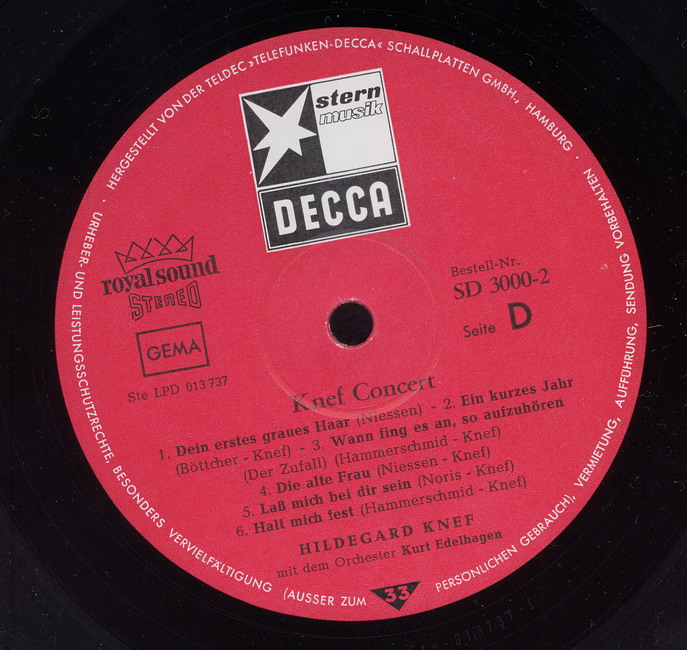 HERGESTELLT VON DER TELDEC »TELEFUNKEN-DECCA« SCHALLPLATTEN GMBH., HAMBURG ·
URHEBER- UND LEISTUNGSSCHUTZRECHTE, BESONDERS VERVIELFÄLTIGUNG (AUSSER ZUM PERSÖNLICHEN GEBRAUCH), VERMIETUNG, AUFFÜHRUNG, SENDUNG VORBEHALTEN ·
stern
musik
DECCA
royalsound
STEREO
GEMA
Ste LPD 013 737
Bestell-Nr.
SD 3000-2
Seite D
Knef Concert
1. Dein erstes graues Haar (Niessen) - 2. Ein kurzes Jahr
(Böttcher - Knef) - 3. Wann fing es an, so aufzuhören
(Der Zufall) (Hammerschmid - Knef)
4. Die alte Frau (Niessen - Knef)
5. Laß mich bei dir sein (Noris - Knef)
6. Halt mich fest (Hammerschmid - Knef)
HILDEGARD KNEF
mit dem Orchester Kurt Edelhagen
33